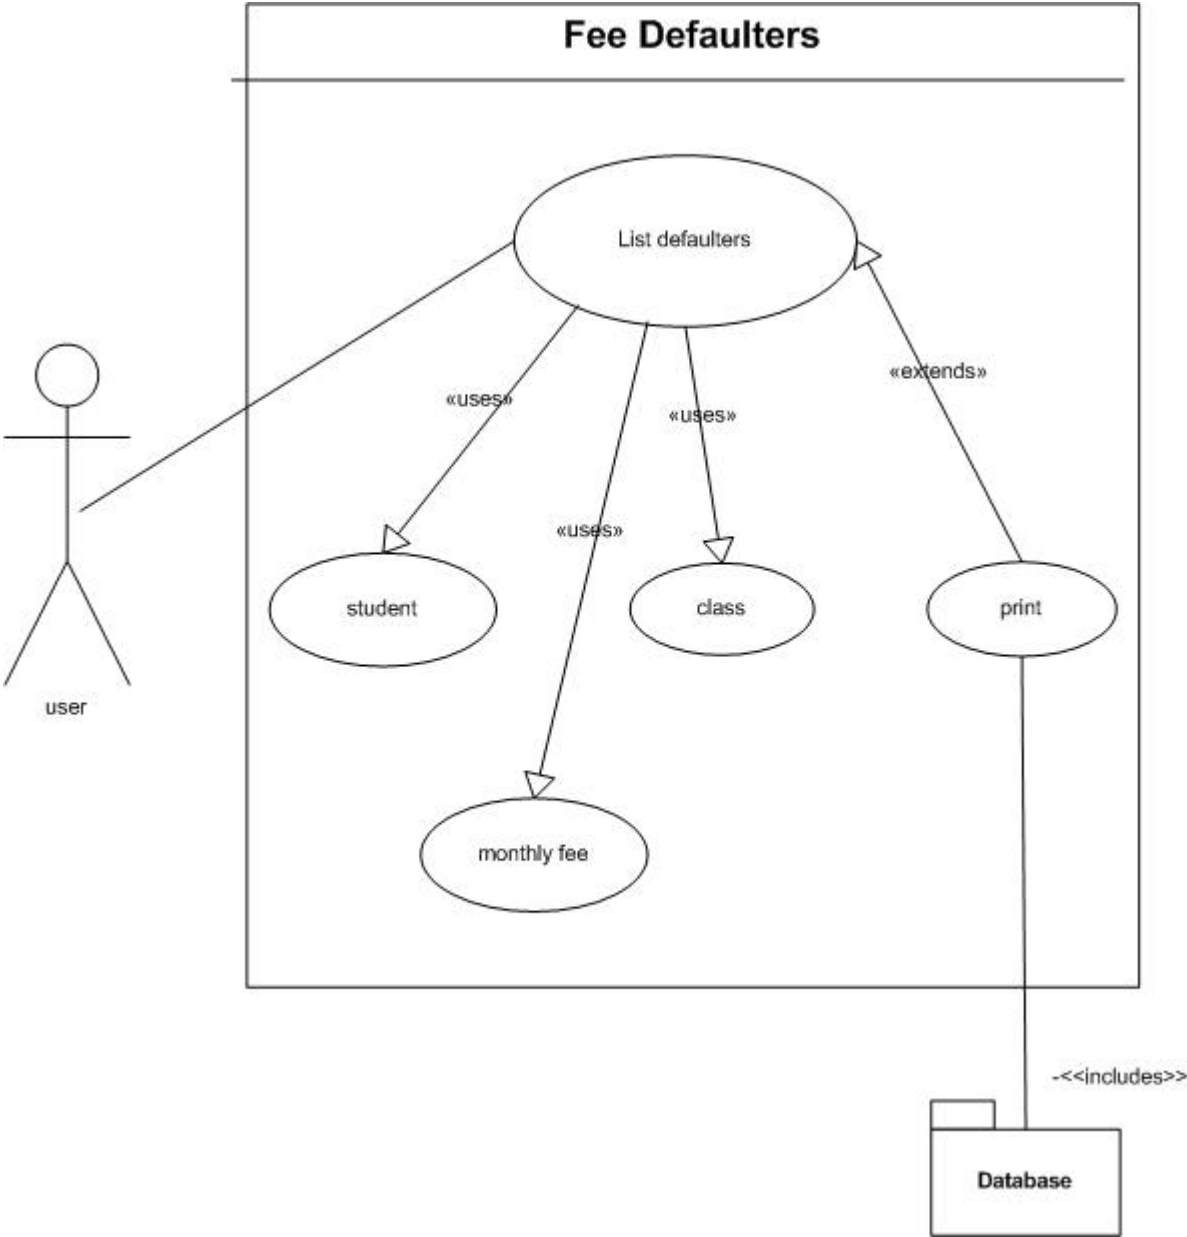 Fee Defaulters
List defaulters
«extends»
«uses»
«uses»
«uses»
student
class
print
user
monthly fee
-<<includes>>
Database